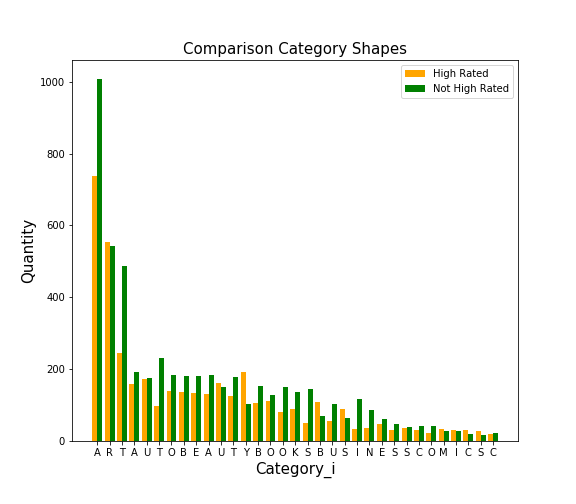 Comparison Category Shapes
High Rated
Not High Rated
Quantity
1000
800
600
400
200
0
A R T A U T O B E A U T Y B O O K S B U S I N E S S C O M I C S C
Category_i